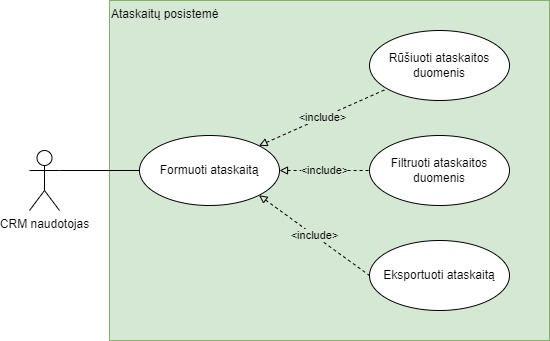 Ataskaitų posistemė
Rūšiuoti ataskaitos
duomenis
<include>
Formuoti ataskaitą
<include>
Filtruoti ataskaitos
duomenis
CRM naudotojas
<include>
Eksportuoti ataskaitą